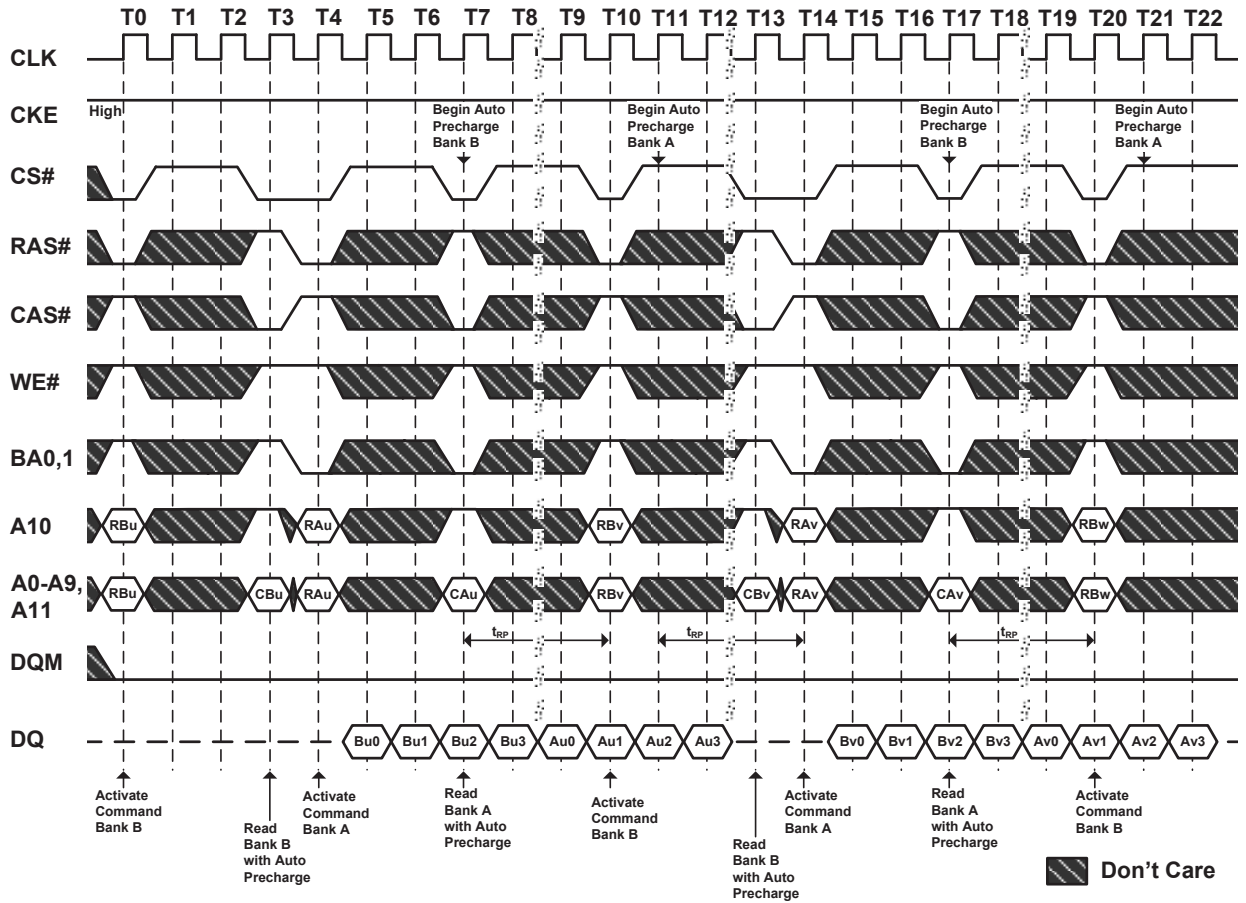 T0 T1 T2 T3 T4 T5 T6 T7 T8 T9 T10 T11 T12 T13 T14 T15 T16 T17 T18 T19 T20 T21 T22
CLK
CKE
High
Begin Auto
Precharge
Bank B
Begin Auto
Precharge
Bank A
Begin Auto
Precharge
Bank B
Begin Auto
Precharge
Bank A
CS#
RAS#
CAS#
WE#
BA0,1
A10
RBu RAu RBv RAv RBw
A0-A9,
A11
RBu CBu RAu CAu RBv CBv RAv CAv RBw
tRP tRP tRP
DQM
DQ
Bu0 Bu1 Bu2 Bu3 Au0 Au1 Au2 Au3 Bv0 Bv1 Bv2 Bv3 Av0 Av1 Av2 Av3
Activate
Command
Bank B
Read
Bank B
with Auto
Precharge
Activate
Command
Bank A
Read
Bank A
with Auto
Precharge
Activate
Command
Bank B
Read
Bank B
with Auto
Precharge
Activate
Command
Bank A
Read
Bank A
with Auto
Precharge
Activate
Command
Bank B
Don't Care